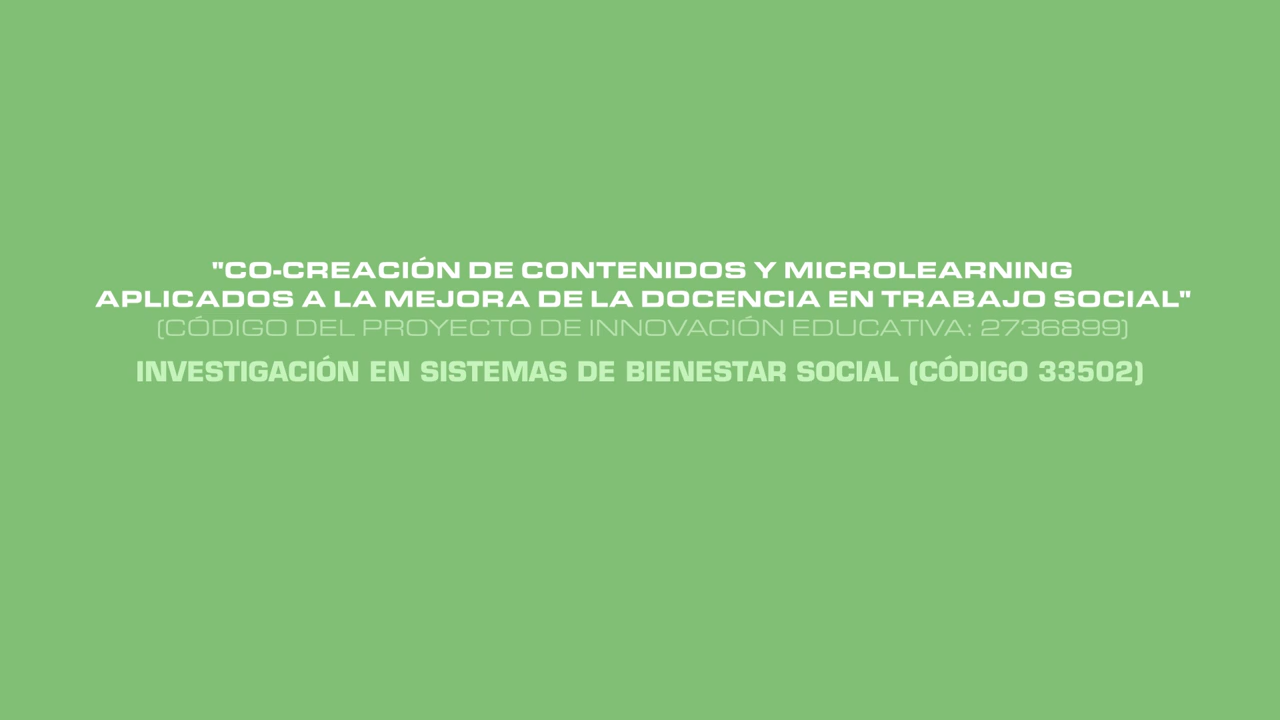 "CO-CREACIÓN DE CONTENIDOS Y MICROLEARNING
APLICADOS A LA MEJORA DE LA DOCENCIA EN TRABAJO SOCIAL"
(CÓDIGO DEL PROYECTO DE INNOVACIÓN EDUCATIVA: 2736899)
INVESTIGACIÓN EN SISTEMAS DE BIENESTAR SOCIAL (CÓDIGO 33502)